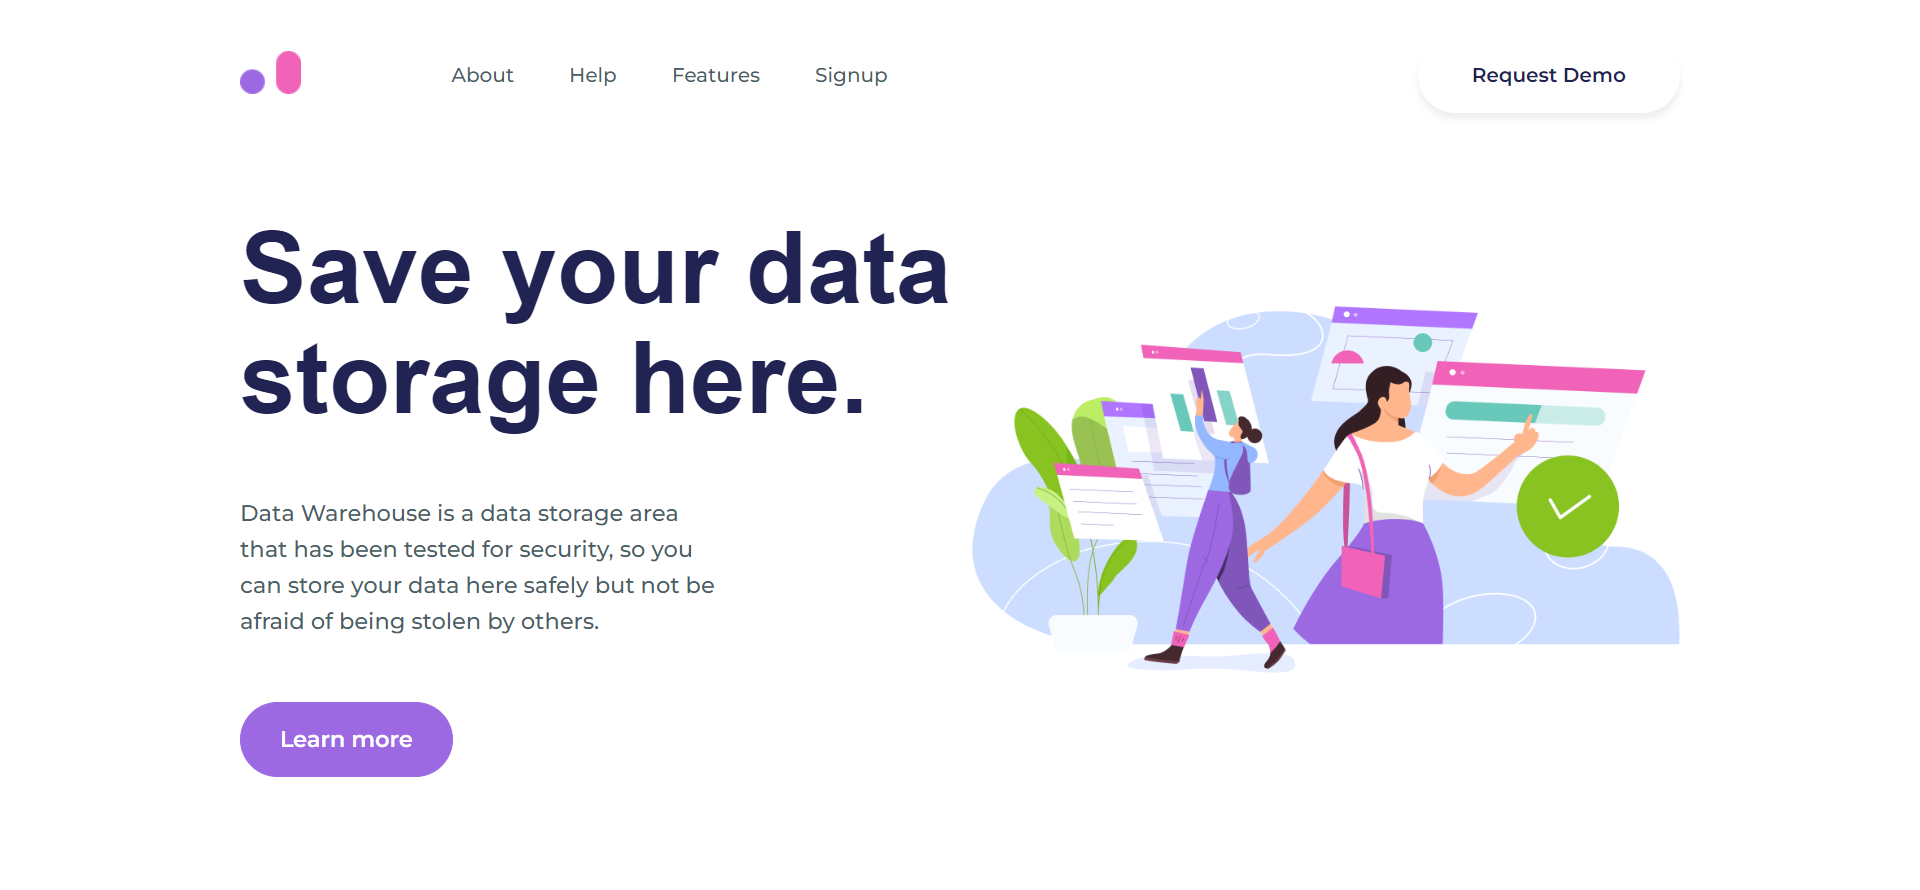 About Help Features Signup Request Demo
Save your data
storage here.
Data Warehouse is a data storage area
that has been tested for security, so you
can store your data here safely but not be
afraid of being stolen by others.
Learn more